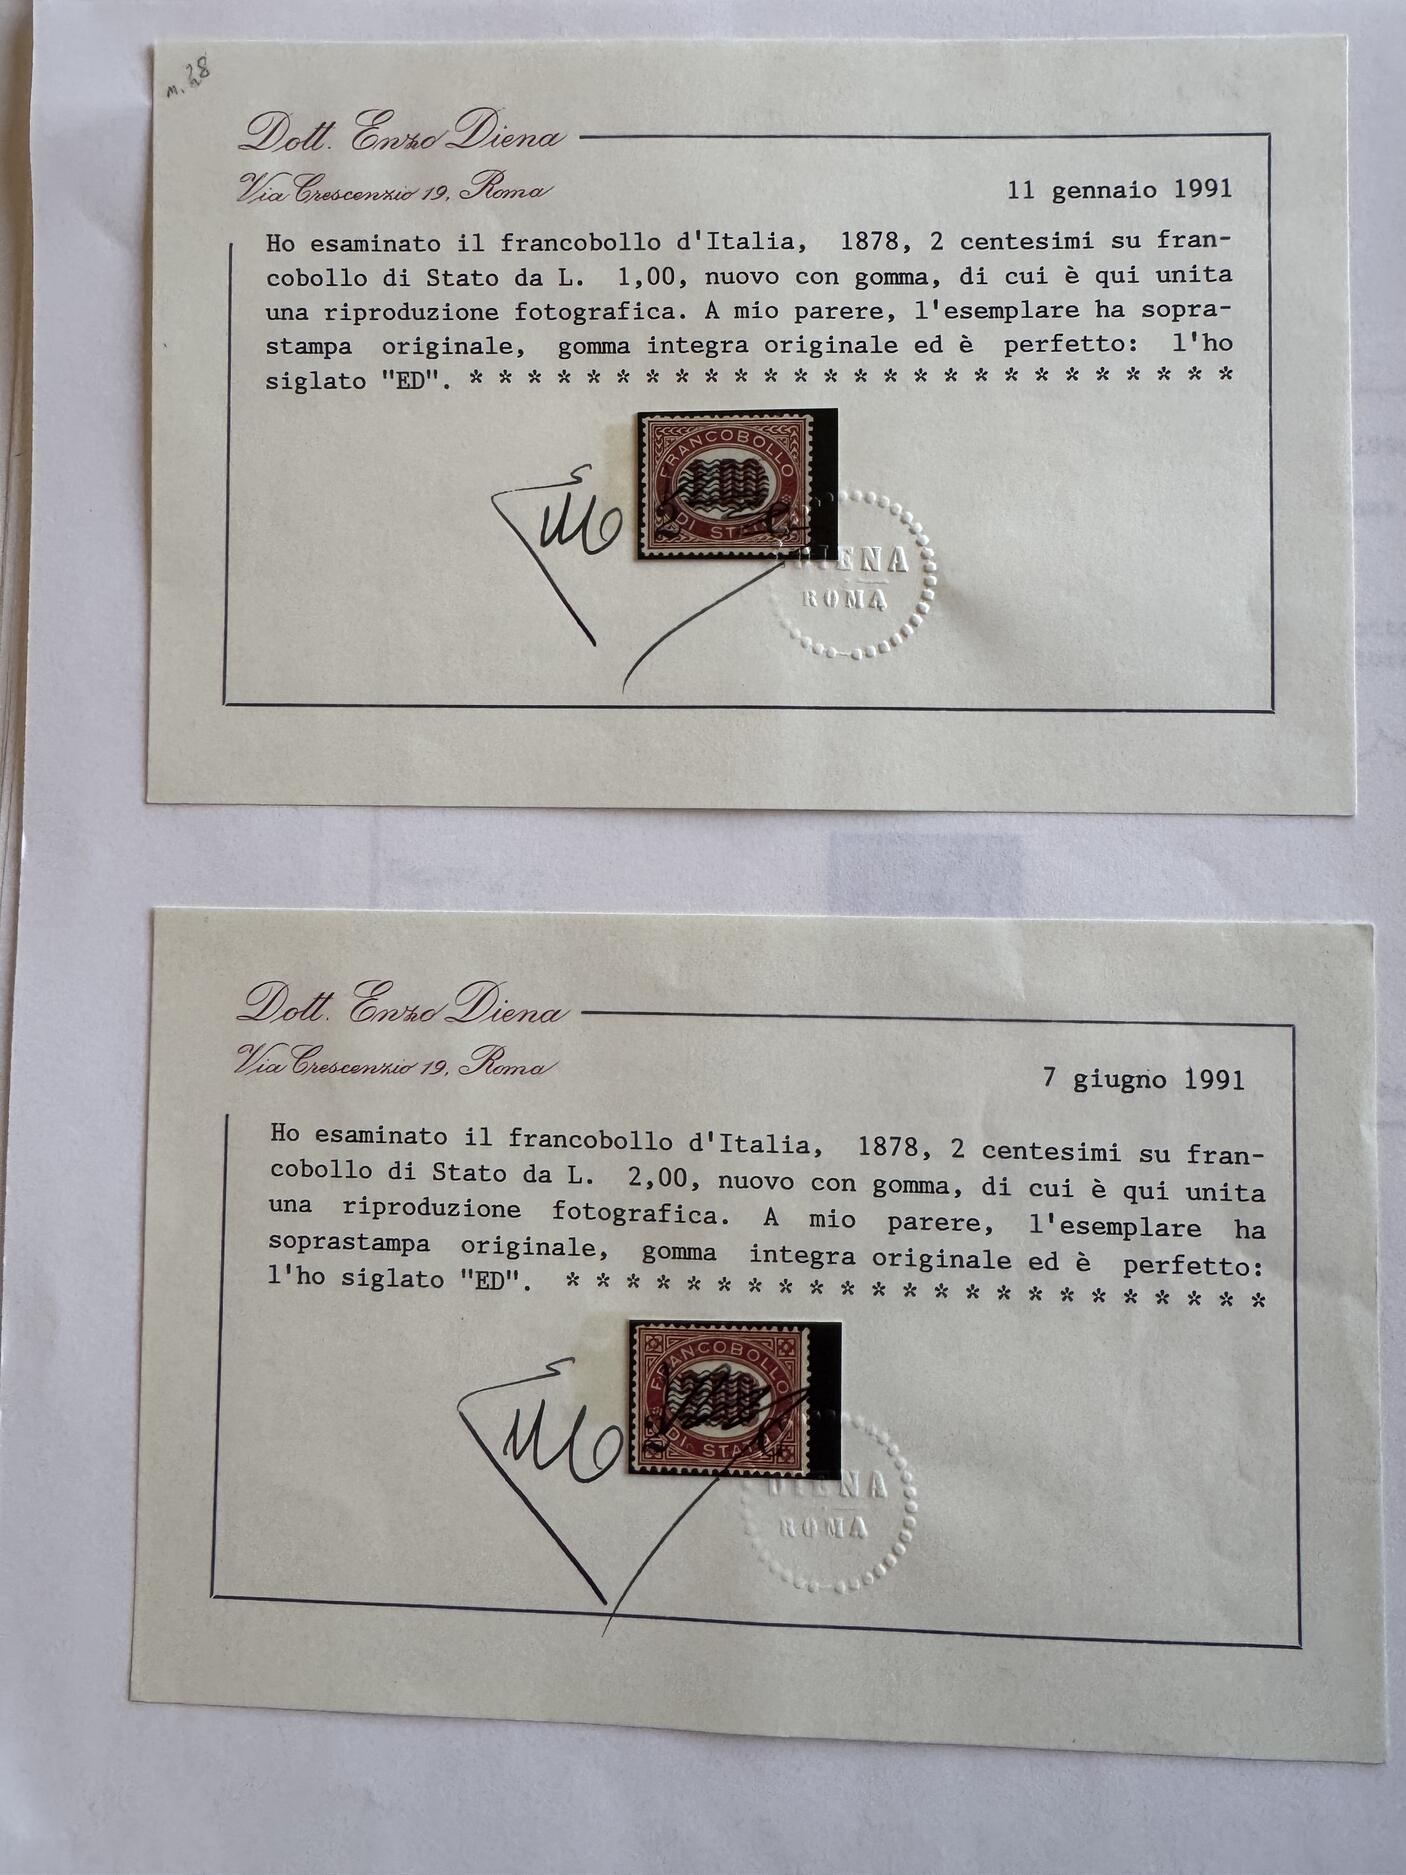 n. 28
Dott. Enzo Diena
Via Crescenzio 19, Roma
11 gennaio 1991
Ho esaminato il francobollo d'Italia, 1878, 2 centesimi su fran-
cobollo di Stato da L. 1,00, nuovo con gomma, di cui è qui unita
una riproduzione fotografica. A mio parere, l'esemplare ha sopra-
stampa originale, gomma integra originale ed è perfetto: l'ho
siglato "ED". * * * * * * * * * * * * * * * * * * * * * * * * * *
FRANCOBOLLO
1,00
2 C
DI STATO
DIENA
ROMA
Dott. Enzo Diena
Via Crescenzio 19, Roma
7 giugno 1991
Ho esaminato il francobollo d'Italia, 1878, 2 centesimi su fran-
cobollo di Stato da L. 2,00, nuovo con gomma, di cui è qui unita
una riproduzione fotografica. A mio parere, l'esemplare ha
soprastampa originale, gomma integra originale ed è perfetto:
l'ho siglato "ED". * * * * * * * * * * * * * * * * * * * * * * *
FRANCOBOLLO
2 C
DI STATO
DIENA
ROMA